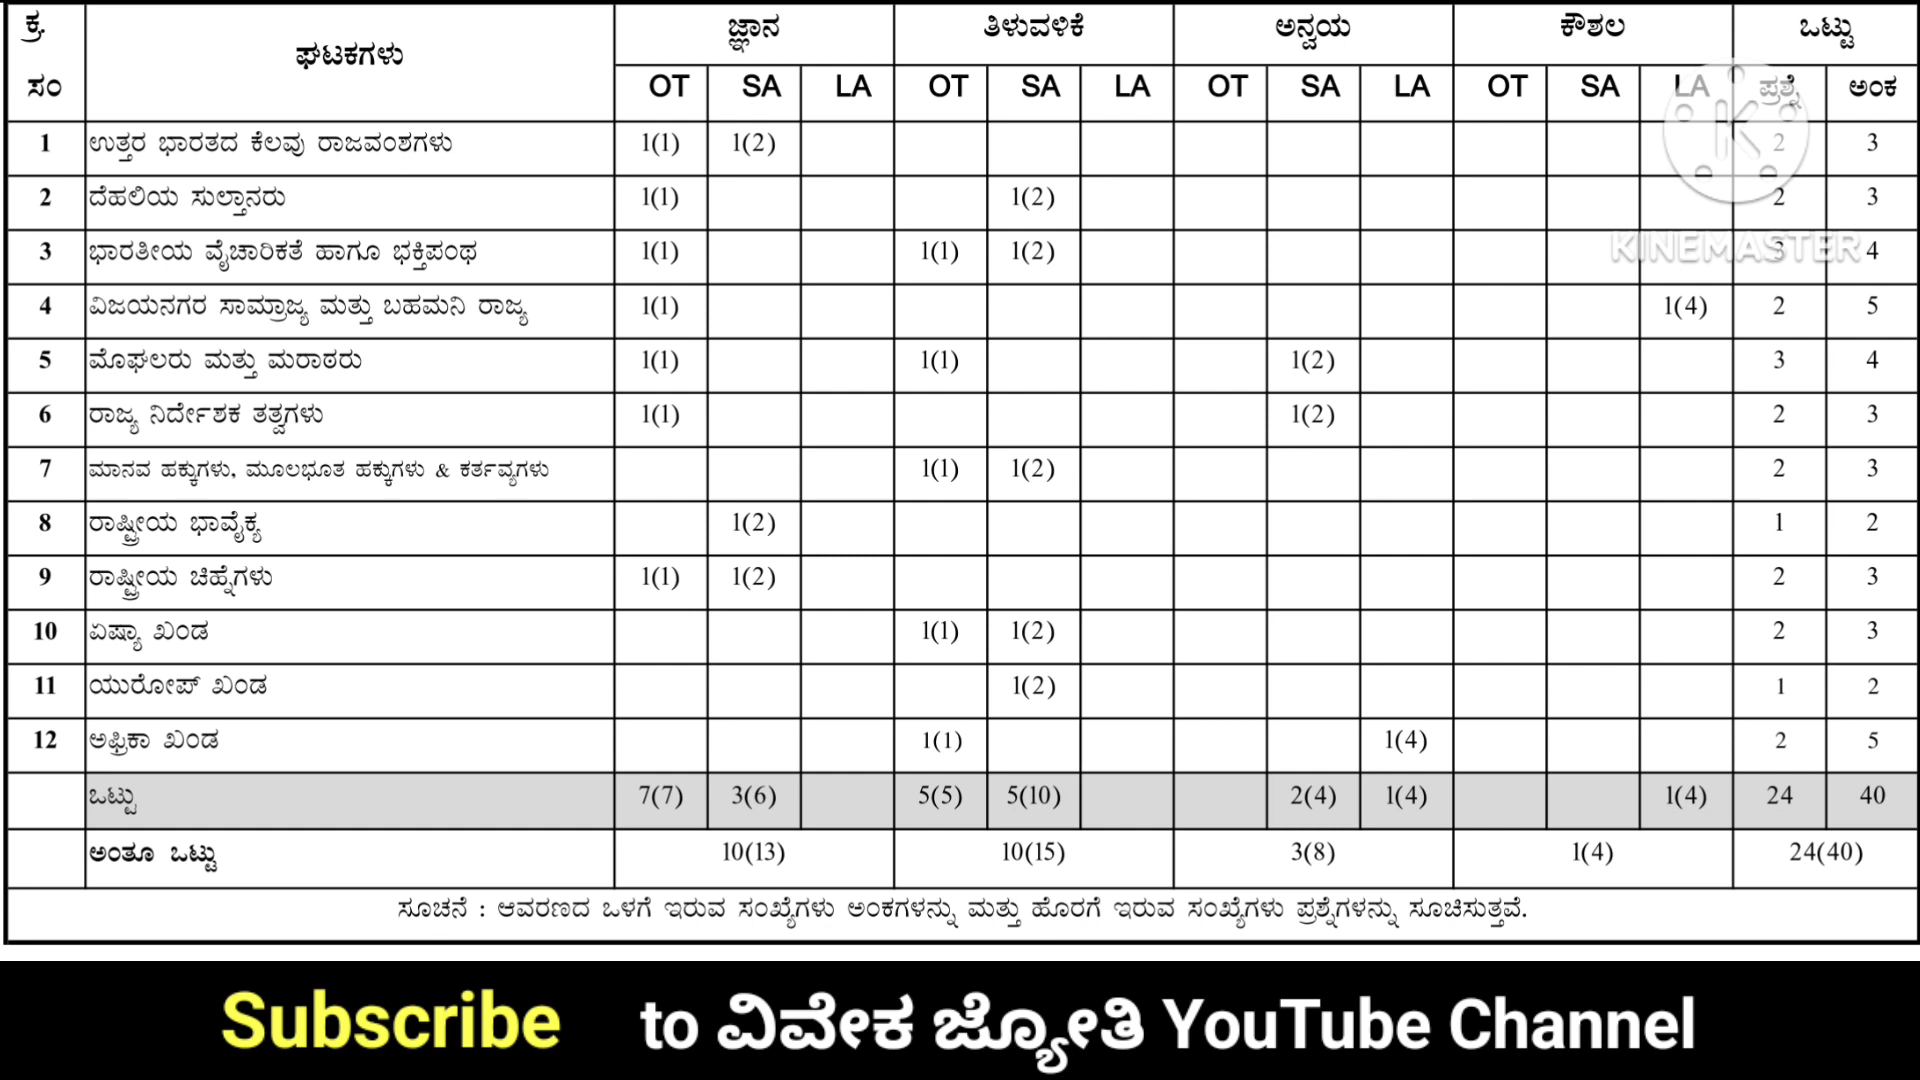 ಕ್ರ ಸಂ ಘಟಕಗಳು ಜ್ಞಾನ ತಿಳುವಳಿಕೆ ಅನ್ವಯ ಕೌಶಲ ಒಟ್ಟು
OT SA LA OT SA LA OT SA LA OT SA LA ಪ್ರಶ್ನೆ ಅಂಕ
1 ಉತ್ತರ ಭಾರತದ ಕೆಲವು ರಾಜವಂಶಗಳು 1(1) 1(2) 2 3
2 ದೆಹಲಿಯ ಸುಲ್ತಾನರು 1(1) 1(2) 2 3
3 ಭಾರತೀಯ ವೈಚಾರಿಕತೆ ಹಾಗೂ ಭಕ್ತಿಪಂಥ 1(1) 1(1) 1(2) 3 4
4 ವಿಜಯನಗರ ಸಾಮ್ರಾಜ್ಯ ಮತ್ತು ಬಹಮನಿ ರಾಜ್ಯ 1(1) 1(4) 2 5
5 ಮೊಘಲರು ಮತ್ತು ಮರಾಠರು 1(1) 1(1) 1(2) 3 4
6 ರಾಜ್ಯ ನಿರ್ದೇಶಕ ತತ್ವಗಳು 1(1) 1(2) 2 3
7 ಮಾನವ ಹಕ್ಕುಗಳು, ಮೂಲಭೂತ ಹಕ್ಕುಗಳು & ಕರ್ತವ್ಯಗಳು 1(1) 1(2) 2 3
8 ರಾಷ್ಟ್ರೀಯ ಭಾವೈಕ್ಯ 1(2) 1 2
9 ರಾಷ್ಟ್ರೀಯ ಚಿಹ್ನೆಗಳು 1(1) 1(2) 2 3
10 ಏಷ್ಯಾ ಖಂಡ 1(1) 1(2) 2 3
11 ಯುರೋಪ್ ಖಂಡ 1(2) 1 2
12 ಅಫ್ರಿಕಾ ಖಂಡ 1(1) 1(4) 2 5
ಒಟ್ಟು 7(7) 3(6) 5(5) 5(10) 2(4) 1(4) 1(4) 24 40
ಅಂತೂ ಒಟ್ಟು 10(13) 10(15) 3(8) 1(4) 24(40)
ಸೂಚನೆ : ಆವರಣದ ಒಳಗೆ ಇರುವ ಸಂಖ್ಯೆಗಳು ಅಂಕಗಳನ್ನು ಮತ್ತು ಹೊರಗೆ ಇರುವ ಸಂಖ್ಯೆಗಳು ಪ್ರಶ್ನೆಗಳನ್ನು ಸೂಚಿಸುತ್ತವೆ.
K
KINEMASTER
Subscribe to ವಿವೇಕ ಜ್ಯೋತಿ YouTube Channel